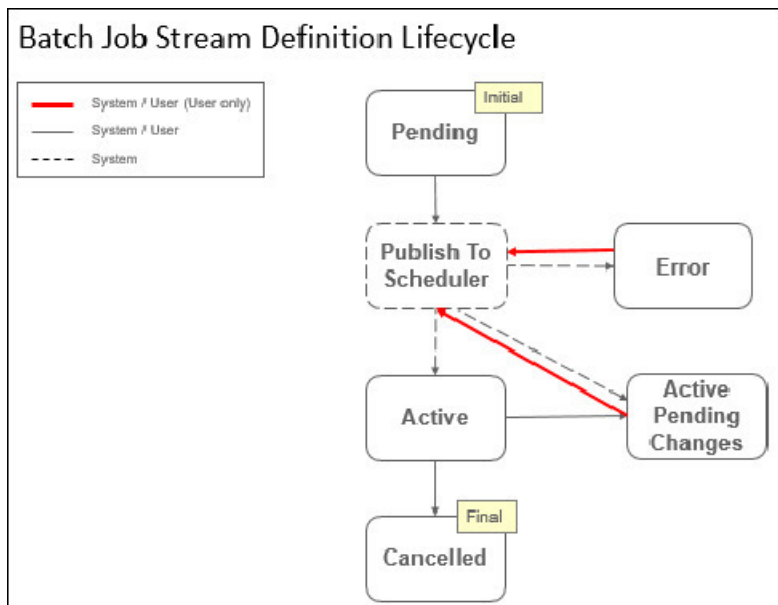 Batch Job Stream Definition Lifecycle
System / User (User only)
System / User
System
Initial
Pending
Publish To
Scheduler
Error
Active
Active
Pending
Changes
Final
Cancelled